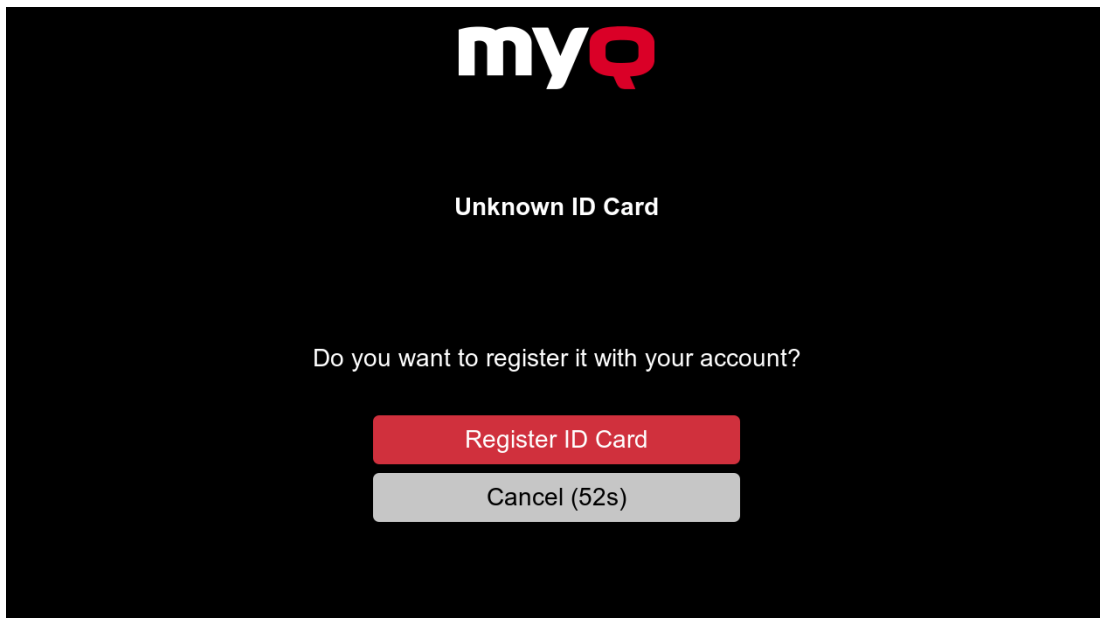 myQ
Unknown ID Card
Do you want to register it with your account?
Register ID Card
Cancel (52s)